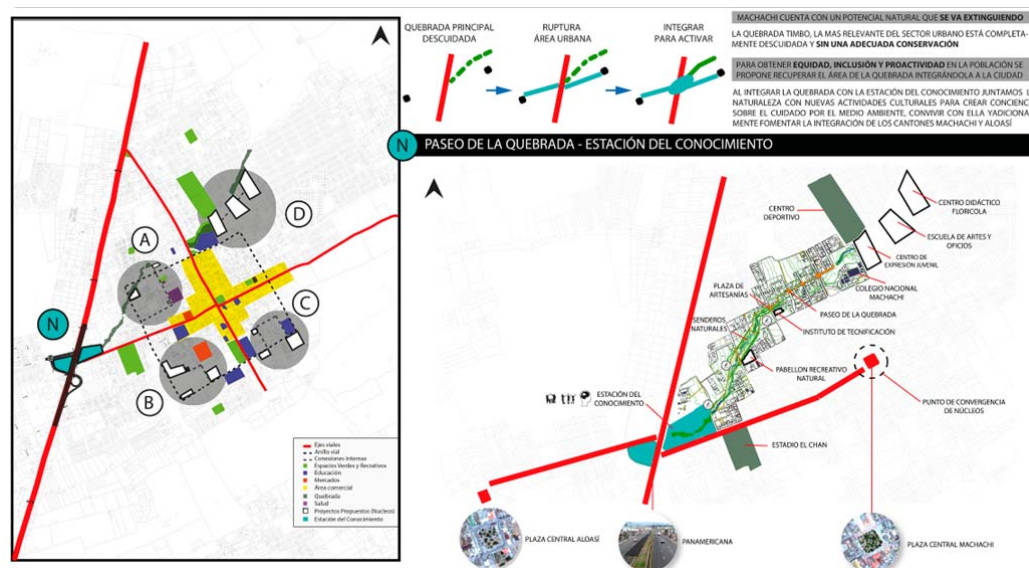 QUEBRADA PRINCIPAL
DESCUIDADA
RUPTURA
ÁREA URBANA
INTEGRAR
PARA ACTIVAR
MACHACHI CUENTA CON UN POTENCIAL NATURAL QUE SE VA EXTINGUIENDO
LA QUEBRADA TIMBO, LA MAS RELEVANTE DEL SECTOR URBANO ESTÁ COMPLETA-
MENTE DESCUIDADA Y SIN UNA ADECUADA CONSERVACIÓN
PARA OBTENER EQUIDAD, INCLUSIÓN Y PROACTIVIDAD EN LA POBLACIÓN SE
PROPONE RECUPERAR EL ÁREA DE LA QUEBRADA INTEGRÁNDOLA A LA CIUDAD
AL INTEGRAR LA QUEBRADA CON LA ESTACIÓN DEL CONOCIMIENTO JUNTAMOS L
NATURALEZA CON NUEVAS ACTIVIDADES CULTURALES PARA CREAR CONCIENC
SOBRE EL CUIDADO POR EL MEDIO AMBIENTE, CONVIVIR CON ELLA YADICIONA
MENTE FOMENTAR LA INTEGRACIÓN DE LOS CANTONES MACHACHI Y ALOASÍ
N
PASEO DE LA QUEBRADA - ESTACIÓN DEL CONOCIMIENTO
A
B
C
D
N
Ejes viales
Anillo vial
Conexiones Internas
Espacios Verdes y Recreativos
Educación
Mercados
Área comercial
Quebrada
Salud
Proyectos Propuestos (Nucleos)
Estación del Conocimiento
CENTRO
DEPORTIVO
CENTRO DIDÁCTICO
FLORICOLA
ESCUELA DE ARTES Y
OFICIOS
CENTRO DE
EXPRESIÓN JUVENIL
COLEGIO NACIONAL
MACHACHI
PLAZA DE
ARTESANÍAS
PASEO DE LA QUEBRADA
INSTITUTO DE TECNIFICACIÓN
SENDEROS
NATURALES
PABELLON RECREATIVO
NATURAL
PUNTO DE CONVERGENCIA
DE NÚCLEOS
ESTACIÓN DEL
CONOCIMIENTO
ESTADIO EL CHAN
PLAZA CENTRAL ALOASÍ
PANAMERICANA
PLAZA CENTRAL MACHACHI